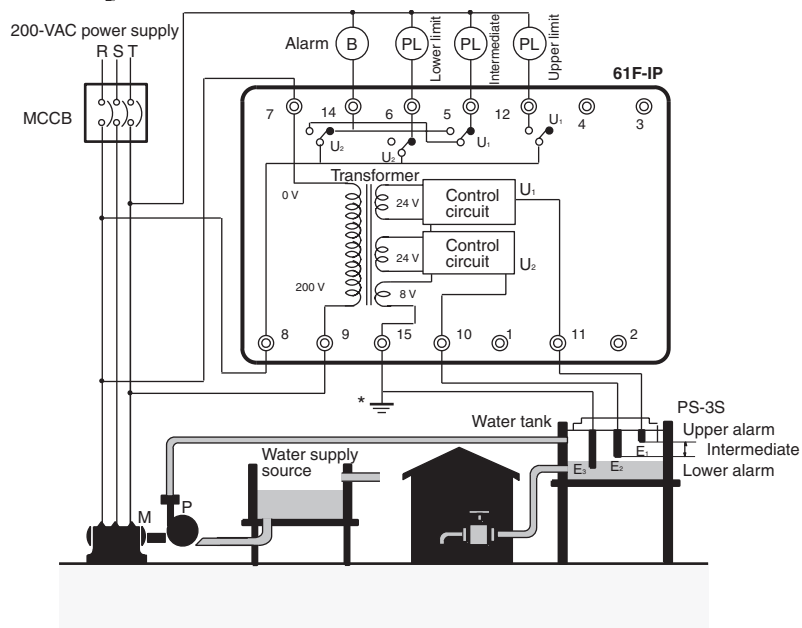 200-VAC power supply
R S T
MCCB
Alarm
B
PL
Lower limit
PL
Intermediate
PL
Upper limit
61F-IP
7
14
6
5
12
4
3
U₂
U₂
U₁
U₁
Transformer
0 V
200 V
24 V
24 V
8 V
Control
circuit
U₁
Control
circuit
U₂
8
9
15
10
1
11
2
*
Water tank
PS-3S
Upper alarm
Intermediate
Lower alarm
E₁
E₂
E₃
Water supply
source
M
P